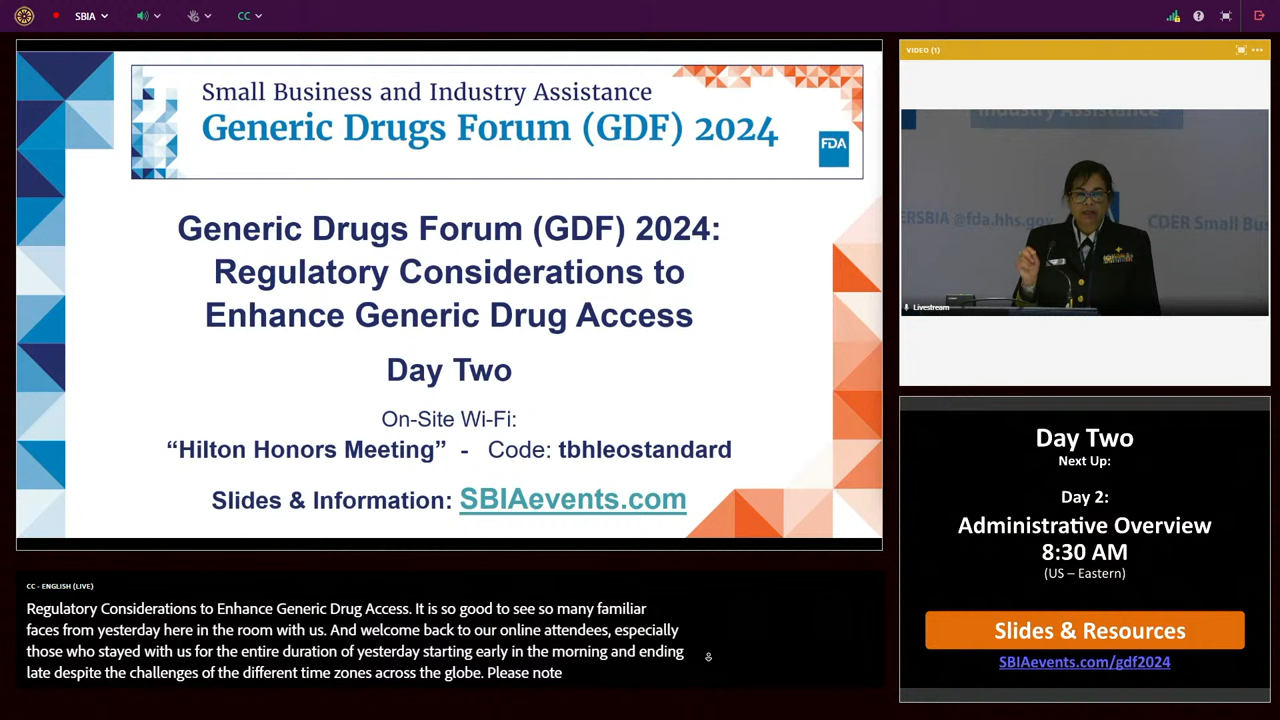 SBIA
CC
Small Business and Industry Assistance
Generic Drugs Forum (GDF) 2024
FDA
Generic Drugs Forum (GDF) 2024:
Regulatory Considerations to
Enhance Generic Drug Access
Day Two
On-Site Wi-Fi:
“Hilton Honors Meeting” - Code: tbhleostandard
Slides & Information: SBIAevents.com
CC - ENGLISH (LIVE)
Regulatory Considerations to Enhance Generic Drug Access. It is so good to see so many familiar
faces from yesterday here in the room with us. And welcome back to our online attendees, especially
those who stayed with us for the entire duration of yesterday starting early in the morning and ending
late despite the challenges of the different time zones across the globe. Please note
VIDEO (1)
Industry Assistance
ERSBIA @fda.hhs.gov
CDER Small Bus
Livestream
Day Two
Next Up:
Day 2:
Administrative Overview
8:30 AM
(US – Eastern)
Slides & Resources
SBIAevents.com/gdf2024